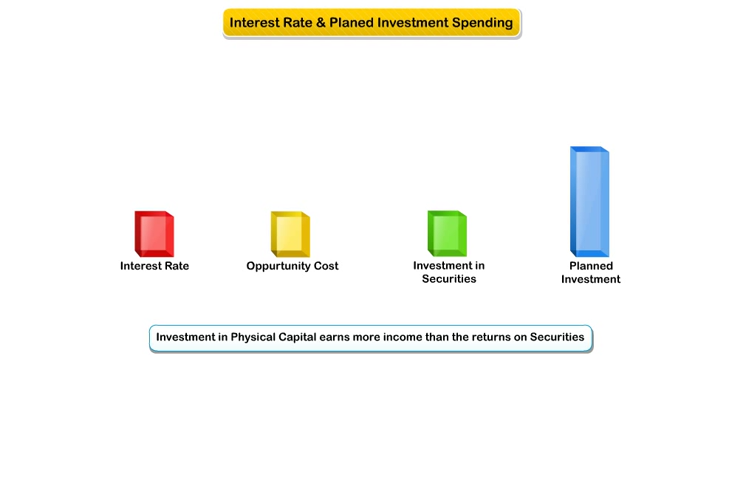 Interest Rate & Planed Investment Spending
Interest Rate
Oppurtunity Cost
Investment in
Securities
Planned
Investment
Investment in Physical Capital earns more income than the returns on Securities